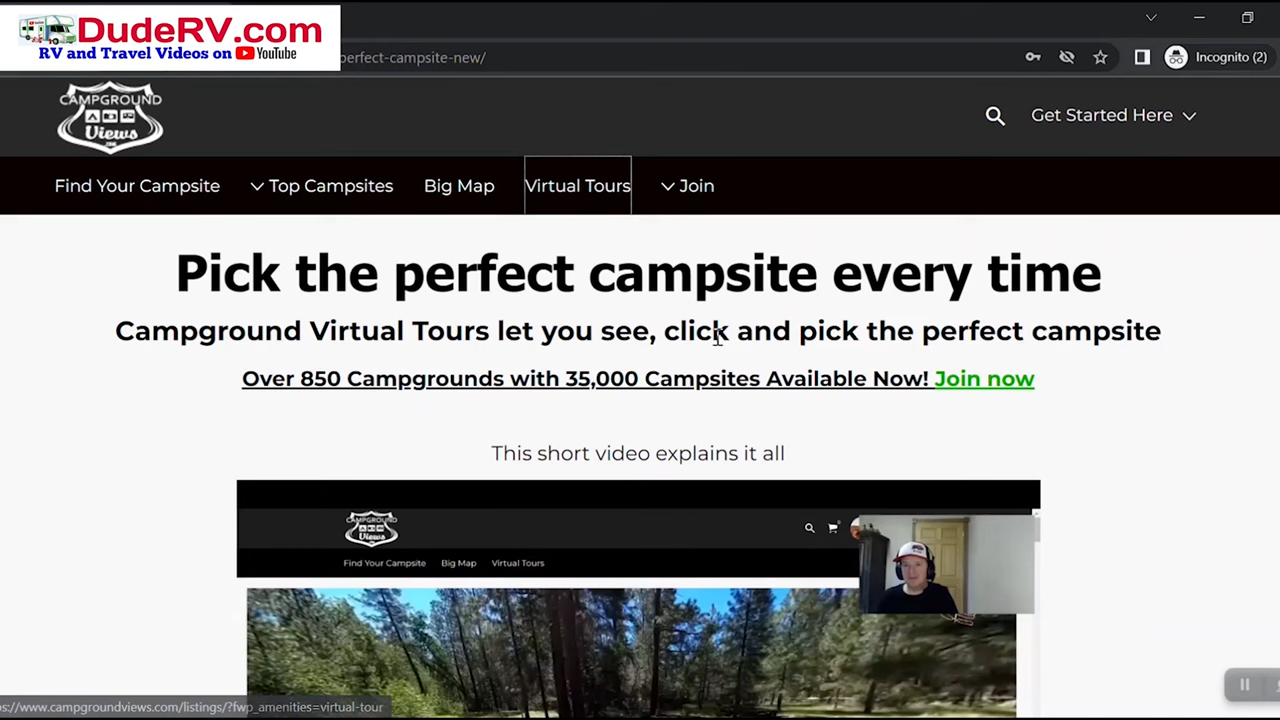 DudeRV.com
RV and Travel Videos on YouTube
perfect-campsite-new/
Incognito (2)
CAMPGROUND
Views
.COM
Get Started Here
Find Your Campsite
Top Campsites
Big Map
Virtual Tours
Join
Pick the perfect campsite every time
Campground Virtual Tours let you see, click and pick the perfect campsite
Over 850 Campgrounds with 35,000 Campsites Available Now! Join now
This short video explains it all
CAMPGROUND
Views
Find Your Campsite
Big Map
Virtual Tours
s://www.campgroundviews.com/listings/?fwp_amenities=virtual-tour